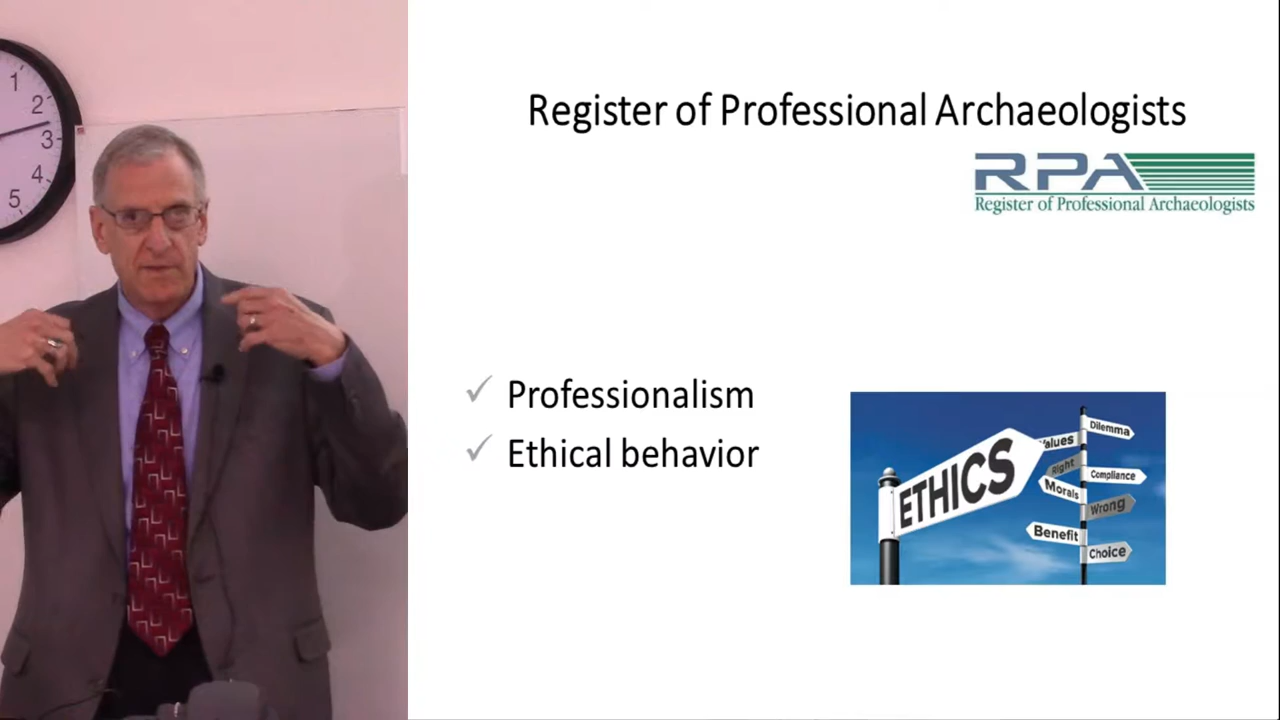 1
2
3
4
5
Register of Professional Archaeologists
RPA
Register of Professional Archaeologists
✓ Professionalism
✓ Ethical behavior
ETHICS
Dilemma
Values
Right
Compliance
Morals
Wrong
Benefit
Choice